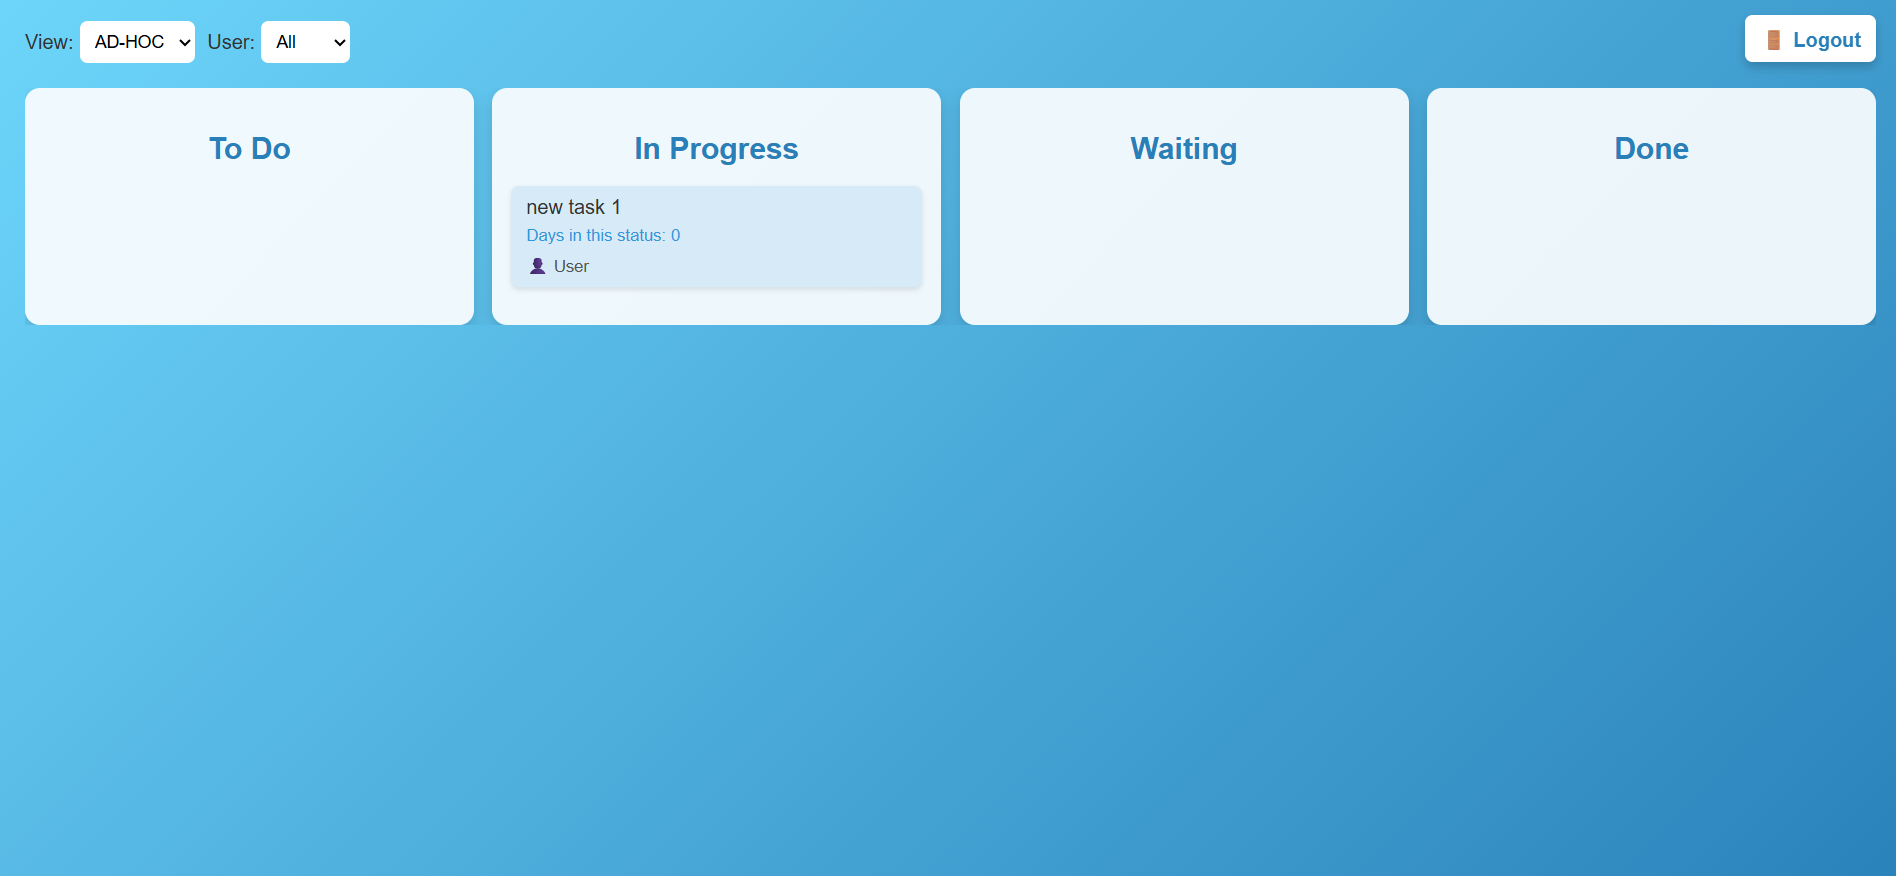 View: AD-HOC User: All
Logout
To Do
In Progress
new task 1
Days in this status: 0
User
Waiting
Done